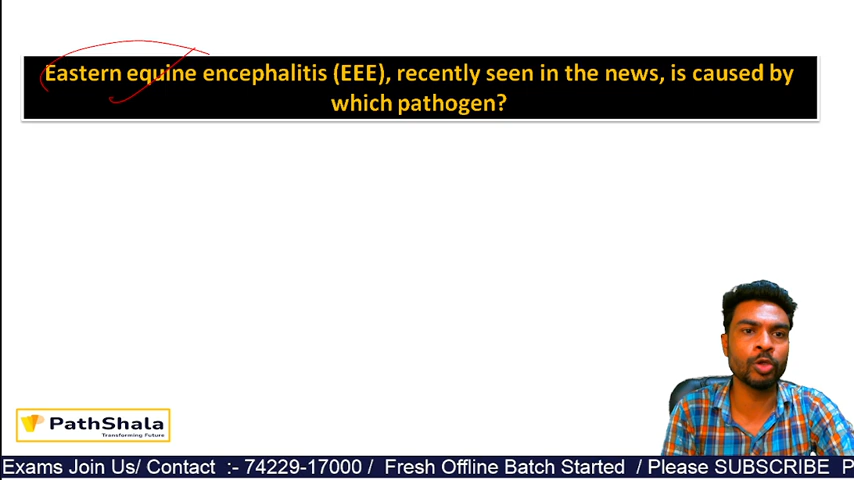 Eastern equine encephalitis (EEE), recently seen in the news, is caused by
which pathogen?
PathShala
Transforming Future
Exams Join Us/ Contact :- 74229-17000 / Fresh Offline Batch Started / Please SUBSCRIBE P